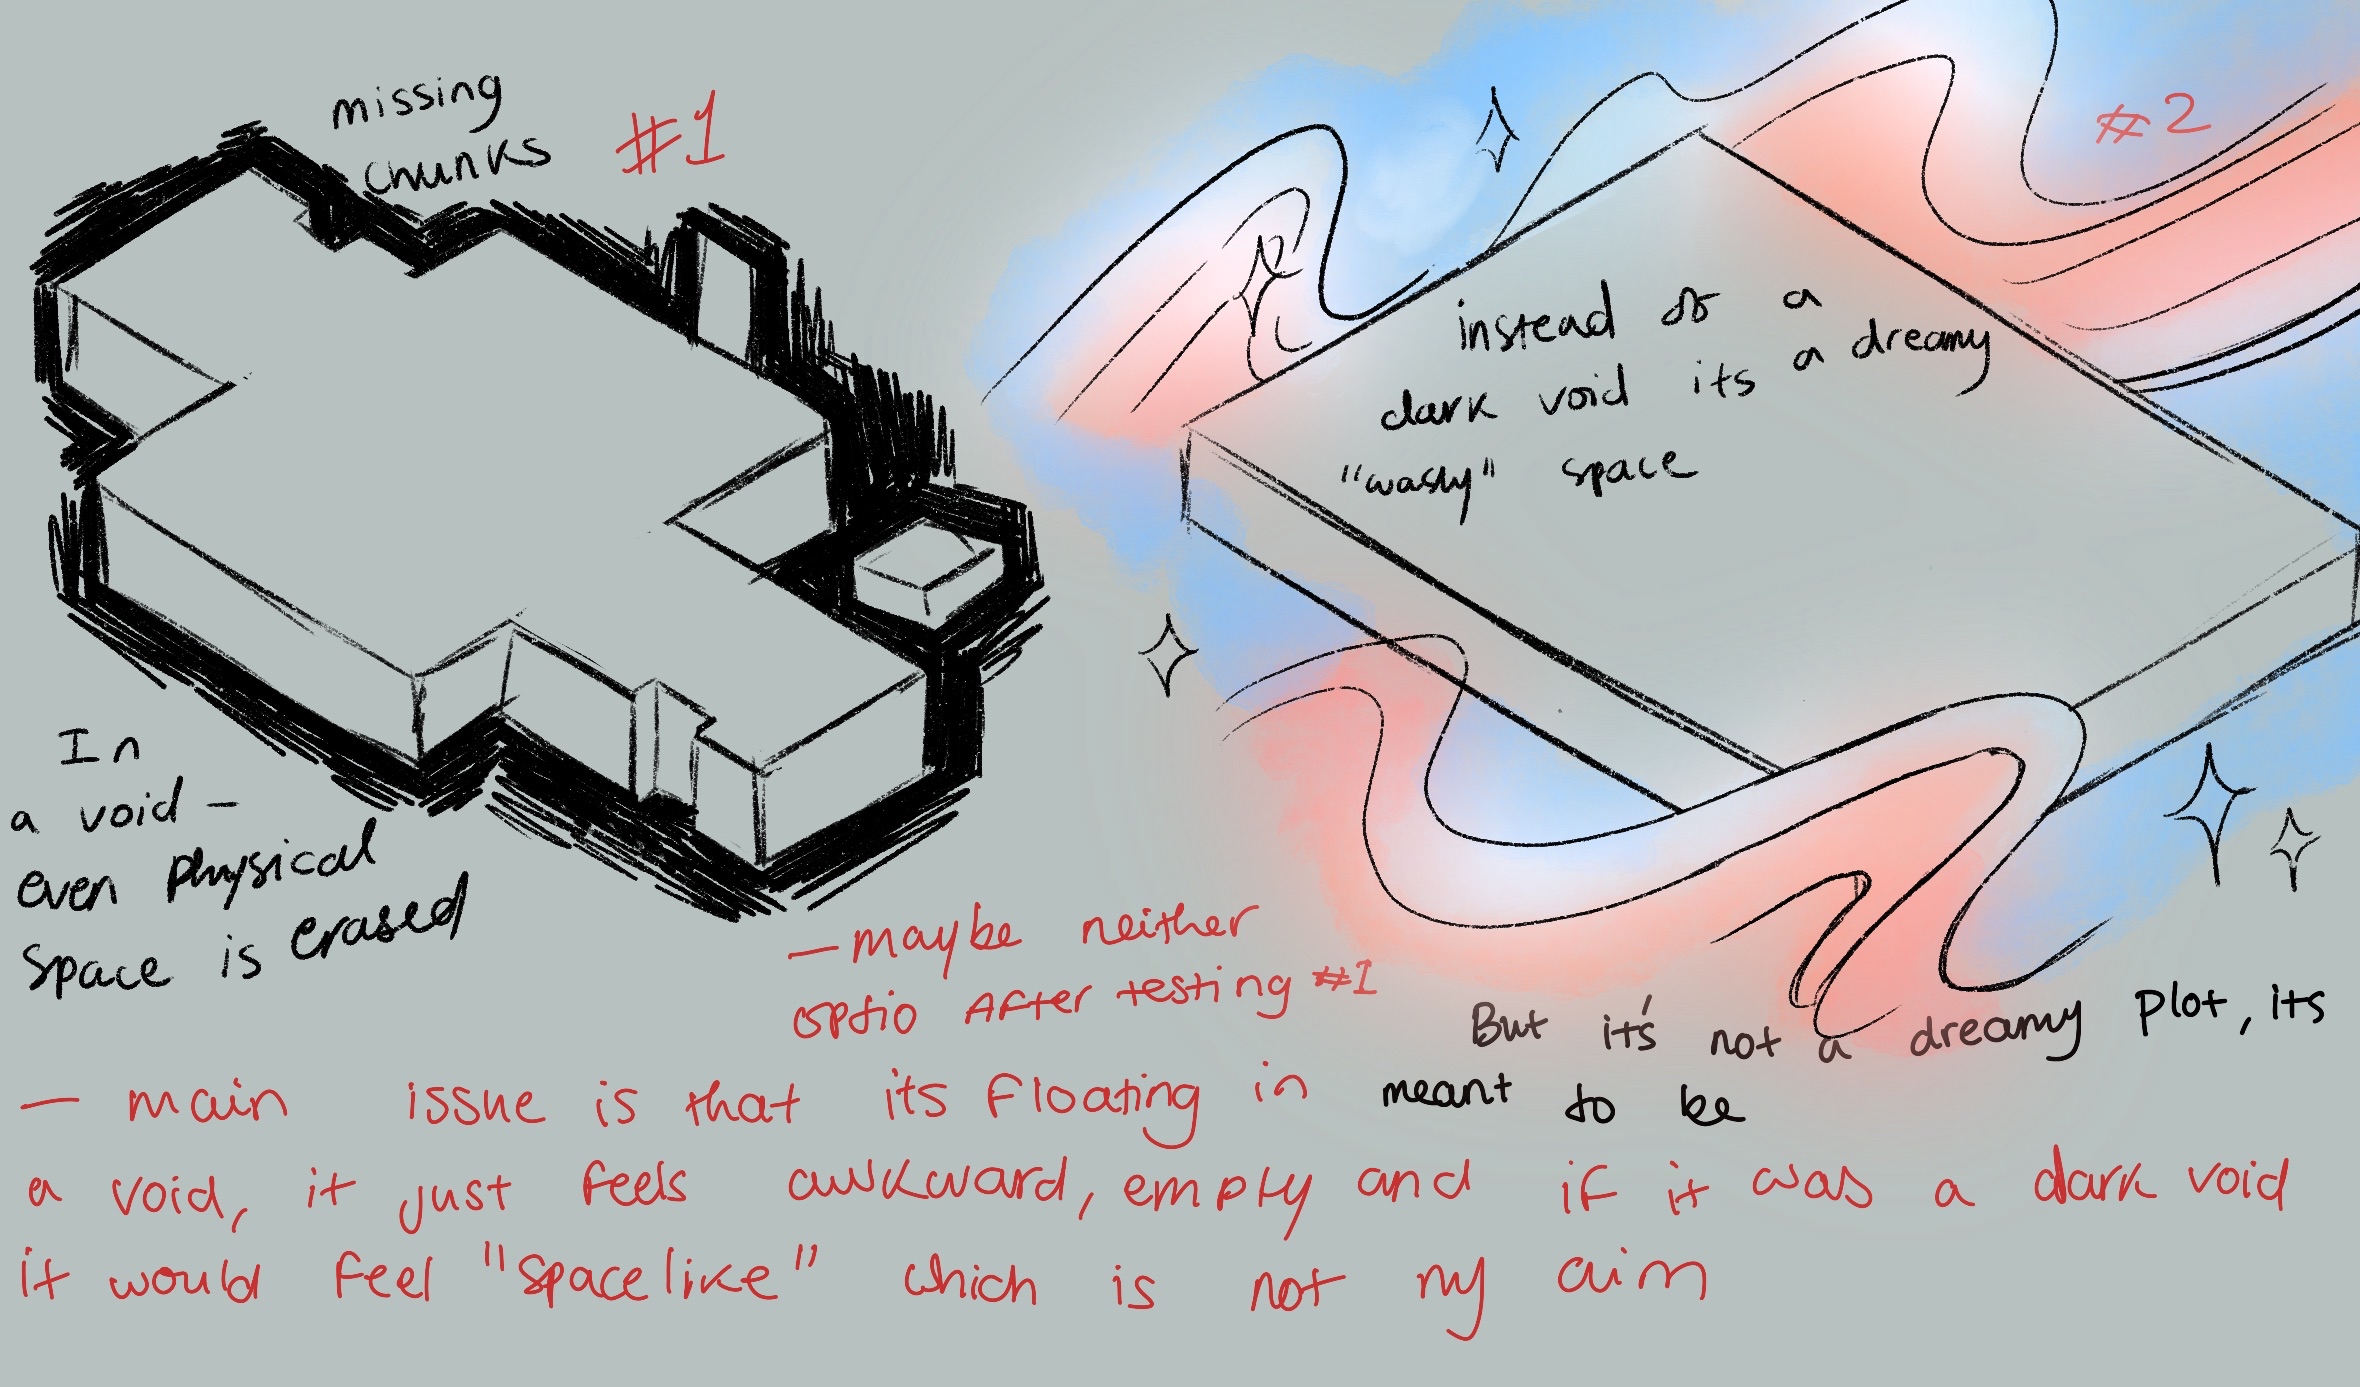 missing
chunks
#1
In
a void -
even physical
space is erased
#2
instead of a
dark void its a dreamy
"washy" space
But it's not a dreamy plot, its
meant to be
- maybe neither
optio After testing #1
- main issue is that its floating in
a void, it just feels awkward, empty and if it was a dark void
it would feel "spacelike" which is not my aim